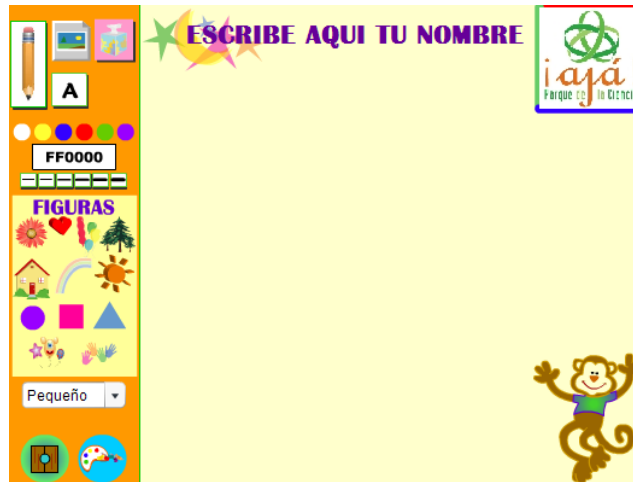 ESCRIBE AQUI TU NOMBRE
¡ajá
Parque de la Ciencia
A
FF0000
FIGURAS
Pequeño